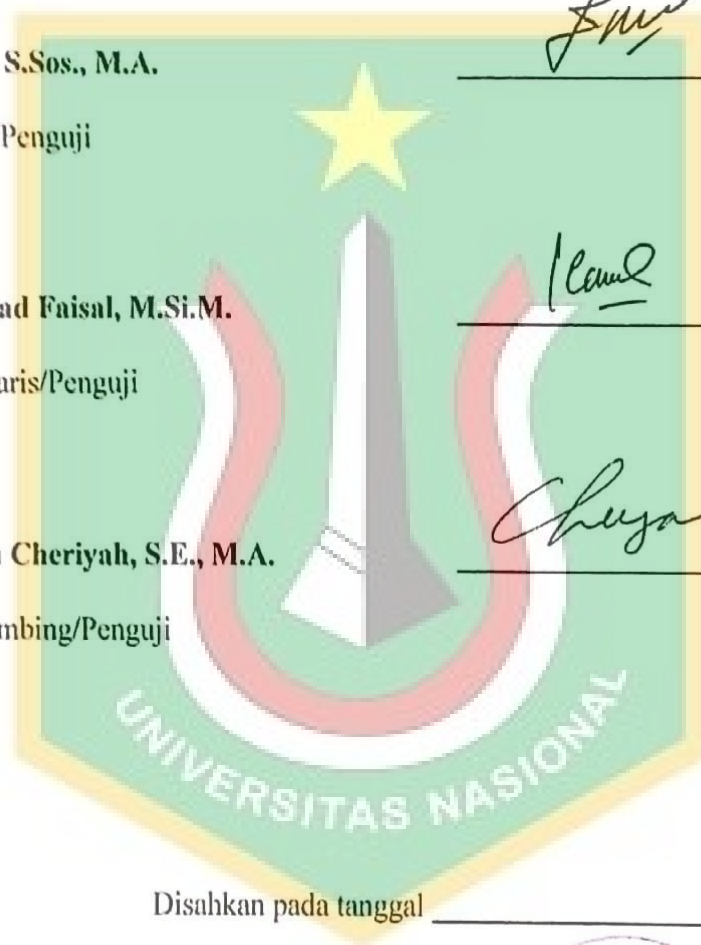 S.Sos., M.A.
Penguji
ad Faisal, M.Si.M.
aris/Penguji
Cheriyah, S.E., M.A.
mbing/Penguji
UNIVERSITAS NASIONAL
Disahkan pada tanggal